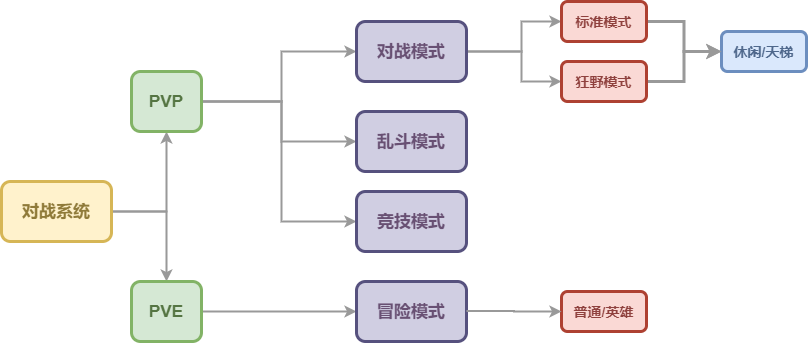 对战系统
PVP
对战模式
标准模式
狂野模式
休闲/天梯
乱斗模式
竞技模式
PVE
冒险模式
普通/英雄